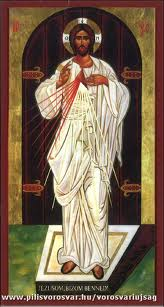 "JÉZUSOM, BÍZOM BENNED!"
www.pilisvorosvar.hu/vorosvariujsag